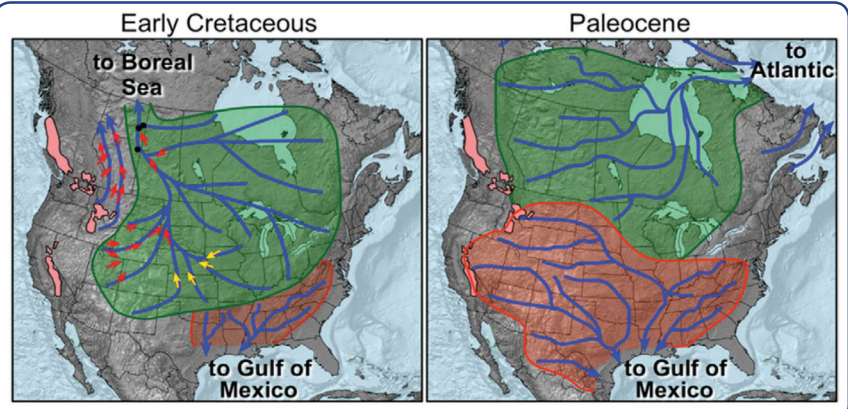 Early Cretaceous
to Boreal
Sea
to Gulf of
Mexico
Paleocene
to
Atlantic
to Gulf of
Mexico